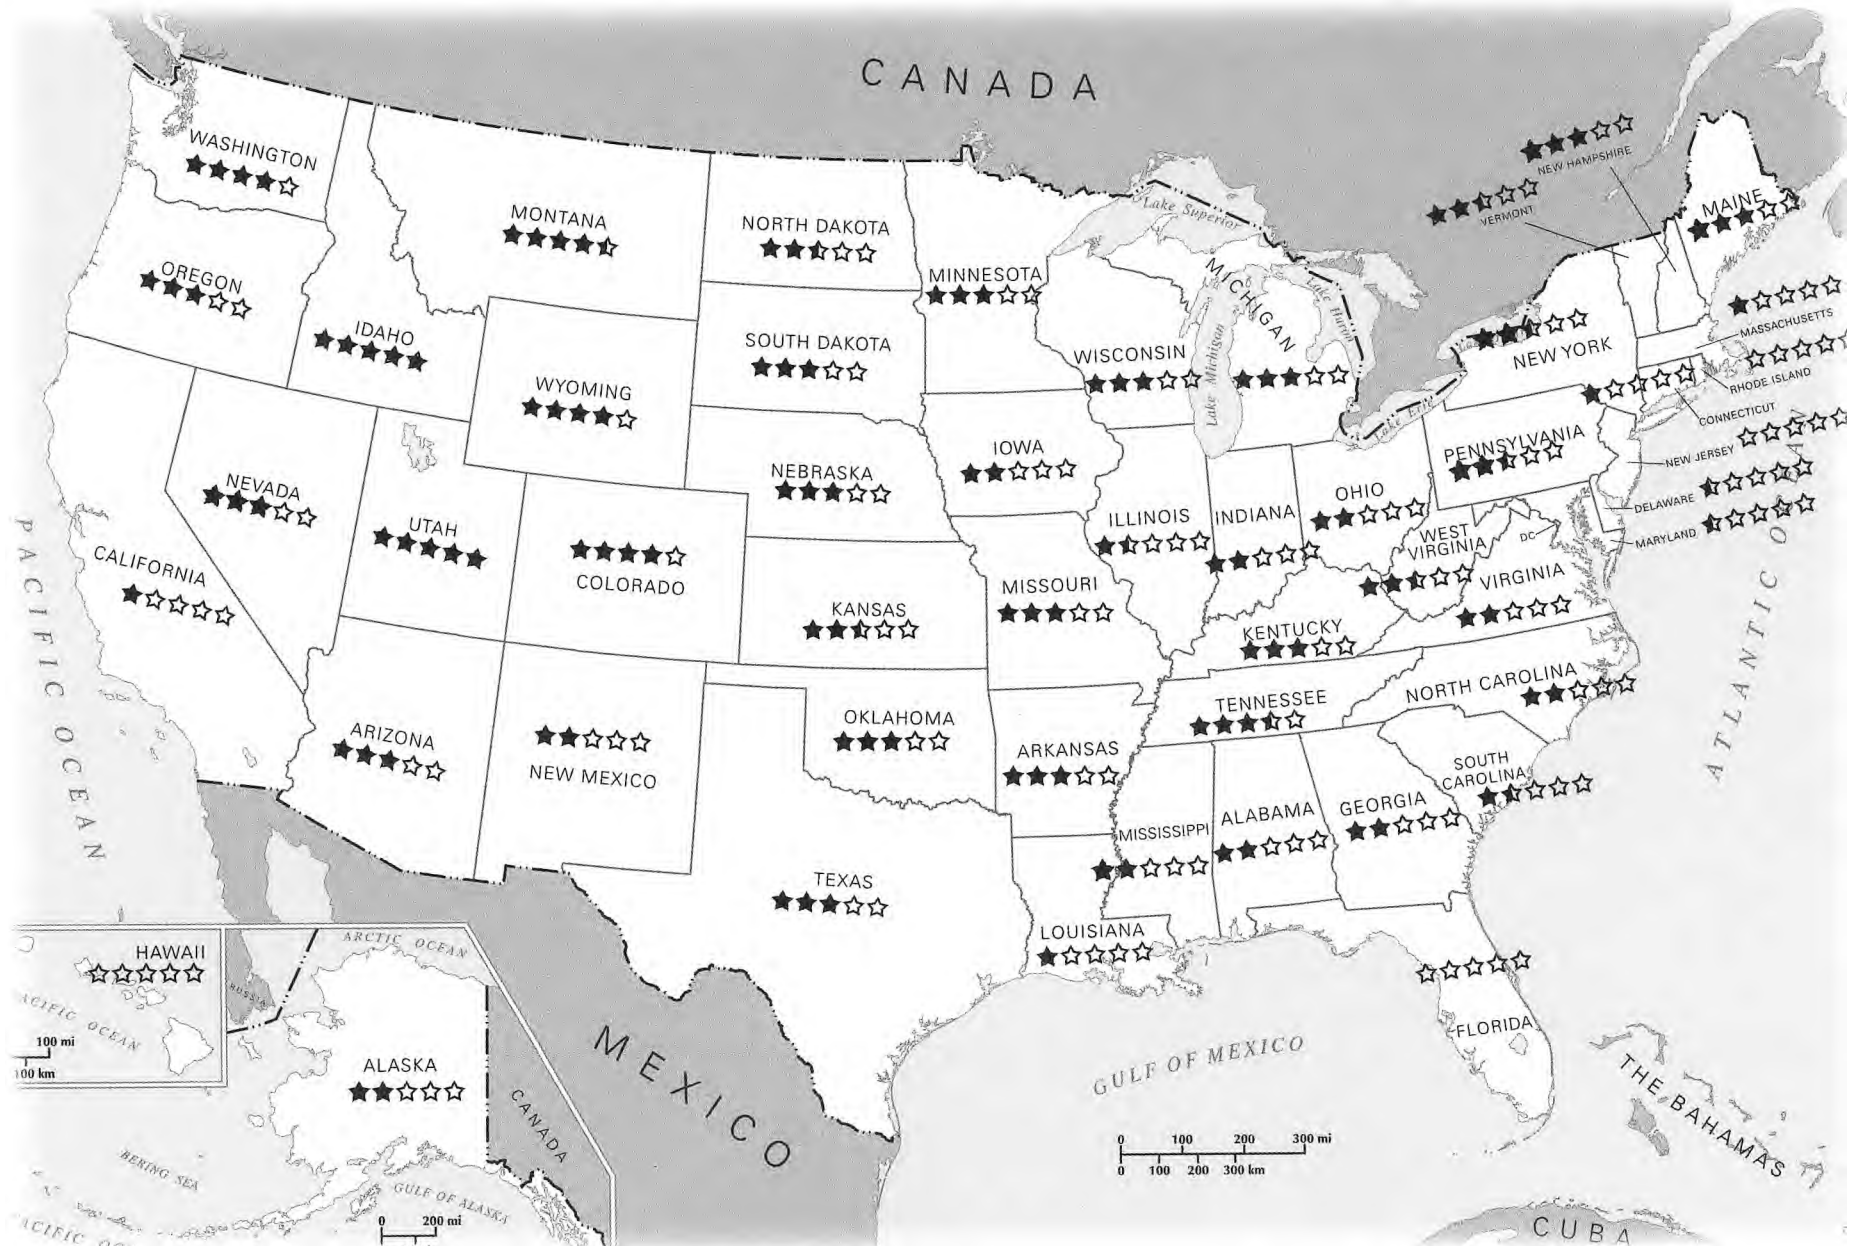 CANADA
WASHINGTON
★★★★☆
MONTANA
NORTH DAKOTA
MINNESOTA
★★★☆☆
OREGON
★★★☆☆
IDAHO
★★★★★
WYOMING
★★★★☆
SOUTH DAKOTA
★★★☆☆
Lake Superior
MICHIGAN
★★★☆☆
Lake Huron
Lake Michigan
Lake Erie
WISCONSIN
★★★☆☆
★★★☆☆
NEW HAMPSHIRE
VERMONT
MAINE
★★★☆☆
NEW YORK
★☆☆☆☆
MASSACHUSETTS
☆☆☆☆☆
RHODE ISLAND
★☆☆☆☆
CONNECTICUT
☆☆☆☆☆
NEW JERSEY
DELAWARE
MARYLAND
DC
PENNSYLVANIA
NEVADA
★★★☆☆
UTAH
★★★★★
★★★★☆
COLORADO
NEBRASKA
★★★☆☆
IOWA
★★☆☆☆
ILLINOIS
INDIANA
★★☆☆☆
OHIO
★★☆☆☆
WEST
VIRGINIA
VIRGINIA
★★☆☆☆
CALIFORNIA
★☆☆☆☆
KANSAS
MISSOURI
★★★☆☆
KENTUCKY
★★★☆☆
TENNESSEE
NORTH CAROLINA
★★☆☆☆
SOUTH
CAROLINA
ARIZONA
★★★☆☆
★★☆☆☆
NEW MEXICO
OKLAHOMA
★★★☆☆
ARKANSAS
★★★☆☆
MISSISSIPPI
★★☆☆☆
ALABAMA
★★☆☆☆
GEORGIA
★★☆☆☆
TEXAS
★★★☆☆
LOUISIANA
★☆☆☆☆
☆☆☆☆☆
FLORIDA
PACIFIC OCEAN
ATLANTIC O
AN
HAWAII
☆☆☆☆☆
ACIFIC OCEAN
100 mi
100 km
ARCTIC OCEAN
RUSSIA
ALASKA
★★☆☆☆
CANADA
BERING SEA
GULF OF ALASKA
ACIFIC OC
0 200 mi
MEXICO
GULF OF MEXICO
0 100 200 300 mi
0 100 200 300 km
THE BAHAMAS
CUBA